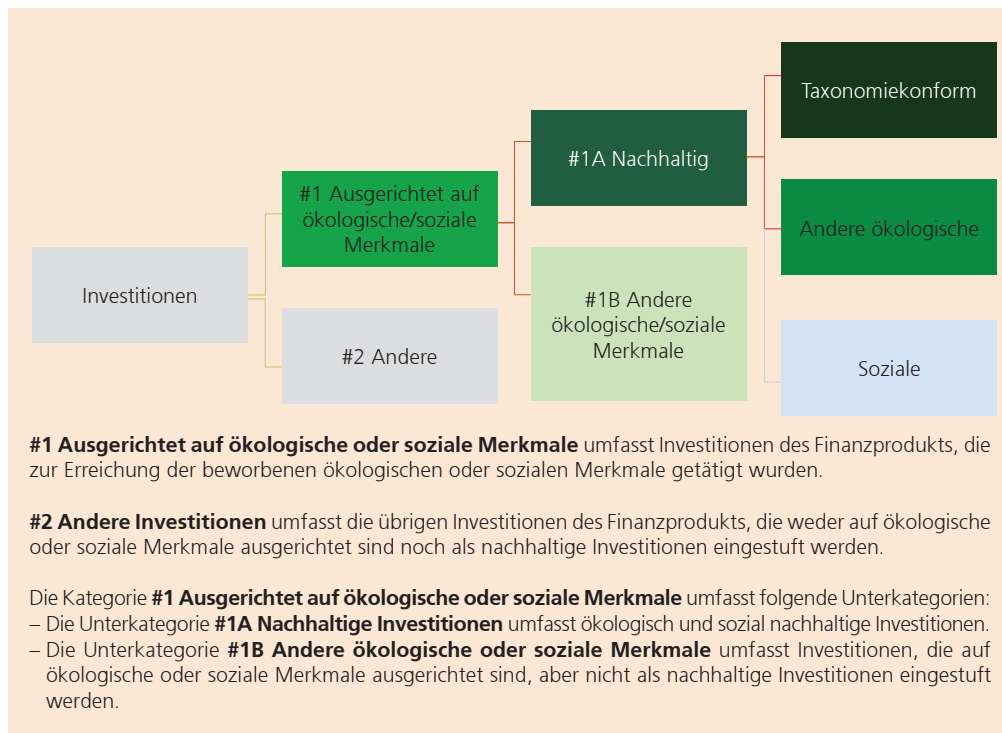 Taxonomiekonform
#1A Nachhaltig
#1 Ausgerichtet auf
ökologische/soziale
Merkmale
Andere ökologische
Investitionen
#1B Andere
ökologische/soziale
Merkmale
#2 Andere
Soziale
#1 Ausgerichtet auf ökologische oder soziale Merkmale umfasst Investitionen des Finanzprodukts, die
zur Erreichung der beworbenen ökologischen oder sozialen Merkmale getätigt wurden.
#2 Andere Investitionen umfasst die übrigen Investitionen des Finanzprodukts, die weder auf ökologische
oder soziale Merkmale ausgerichtet sind noch als nachhaltige Investitionen eingestuft werden.
Die Kategorie #1 Ausgerichtet auf ökologische oder soziale Merkmale umfasst folgende Unterkategorien:
– Die Unterkategorie #1A Nachhaltige Investitionen umfasst ökologisch und sozial nachhaltige Investitionen.
– Die Unterkategorie #1B Andere ökologische oder soziale Merkmale umfasst Investitionen, die auf
ökologische oder soziale Merkmale ausgerichtet sind, aber nicht als nachhaltige Investitionen eingestuft
werden.